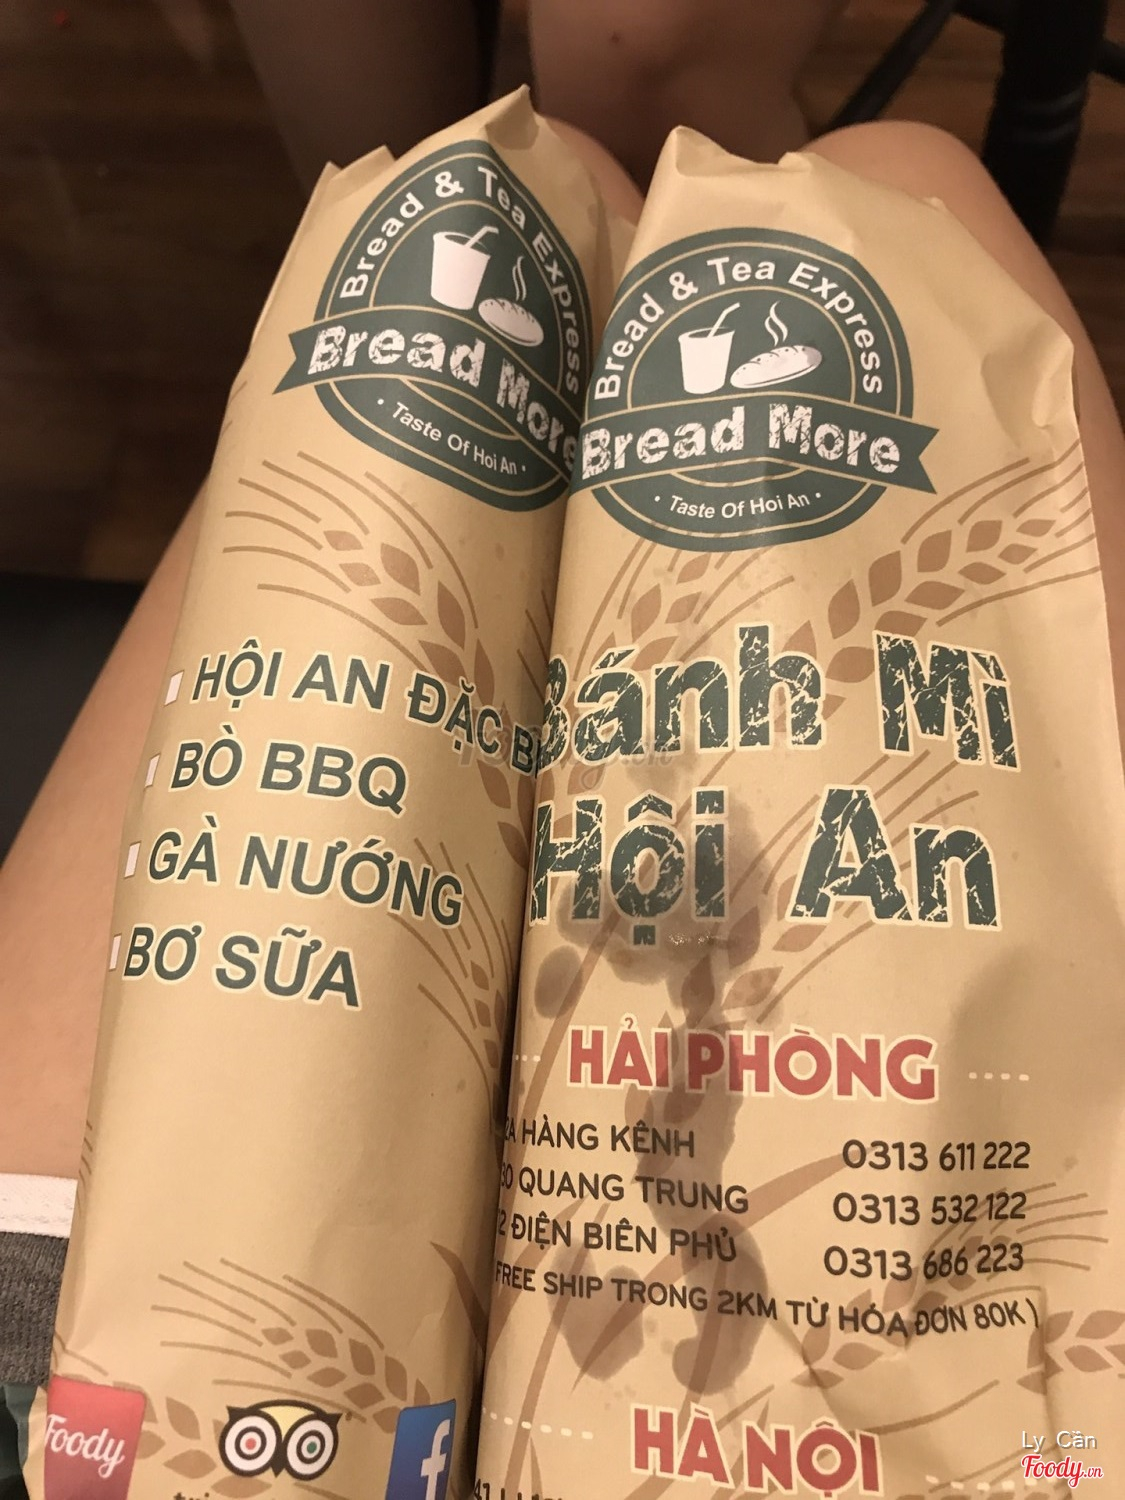 Bread & Tea Express
Bread More
• Taste Of Hoi An •
HỘI AN ĐẶC
BÒ BBQ
GÀ NƯỚNG
BƠ SỮA
Foody
f
Bread & Tea Express
Bread More
• Taste Of Hoi An •
Bánh Mì
Hội An
HẢI PHÒNG
HÀNG KÊNH 0313 611 222
QUANG TRUNG 0313 532 122
ĐIỆN BIÊN PHỦ 0313 686 223
FREE SHIP TRONG 2KM TỪ HÓA ĐƠN 80K)
HÀ NỘI
Ly Cần
Foody.vn